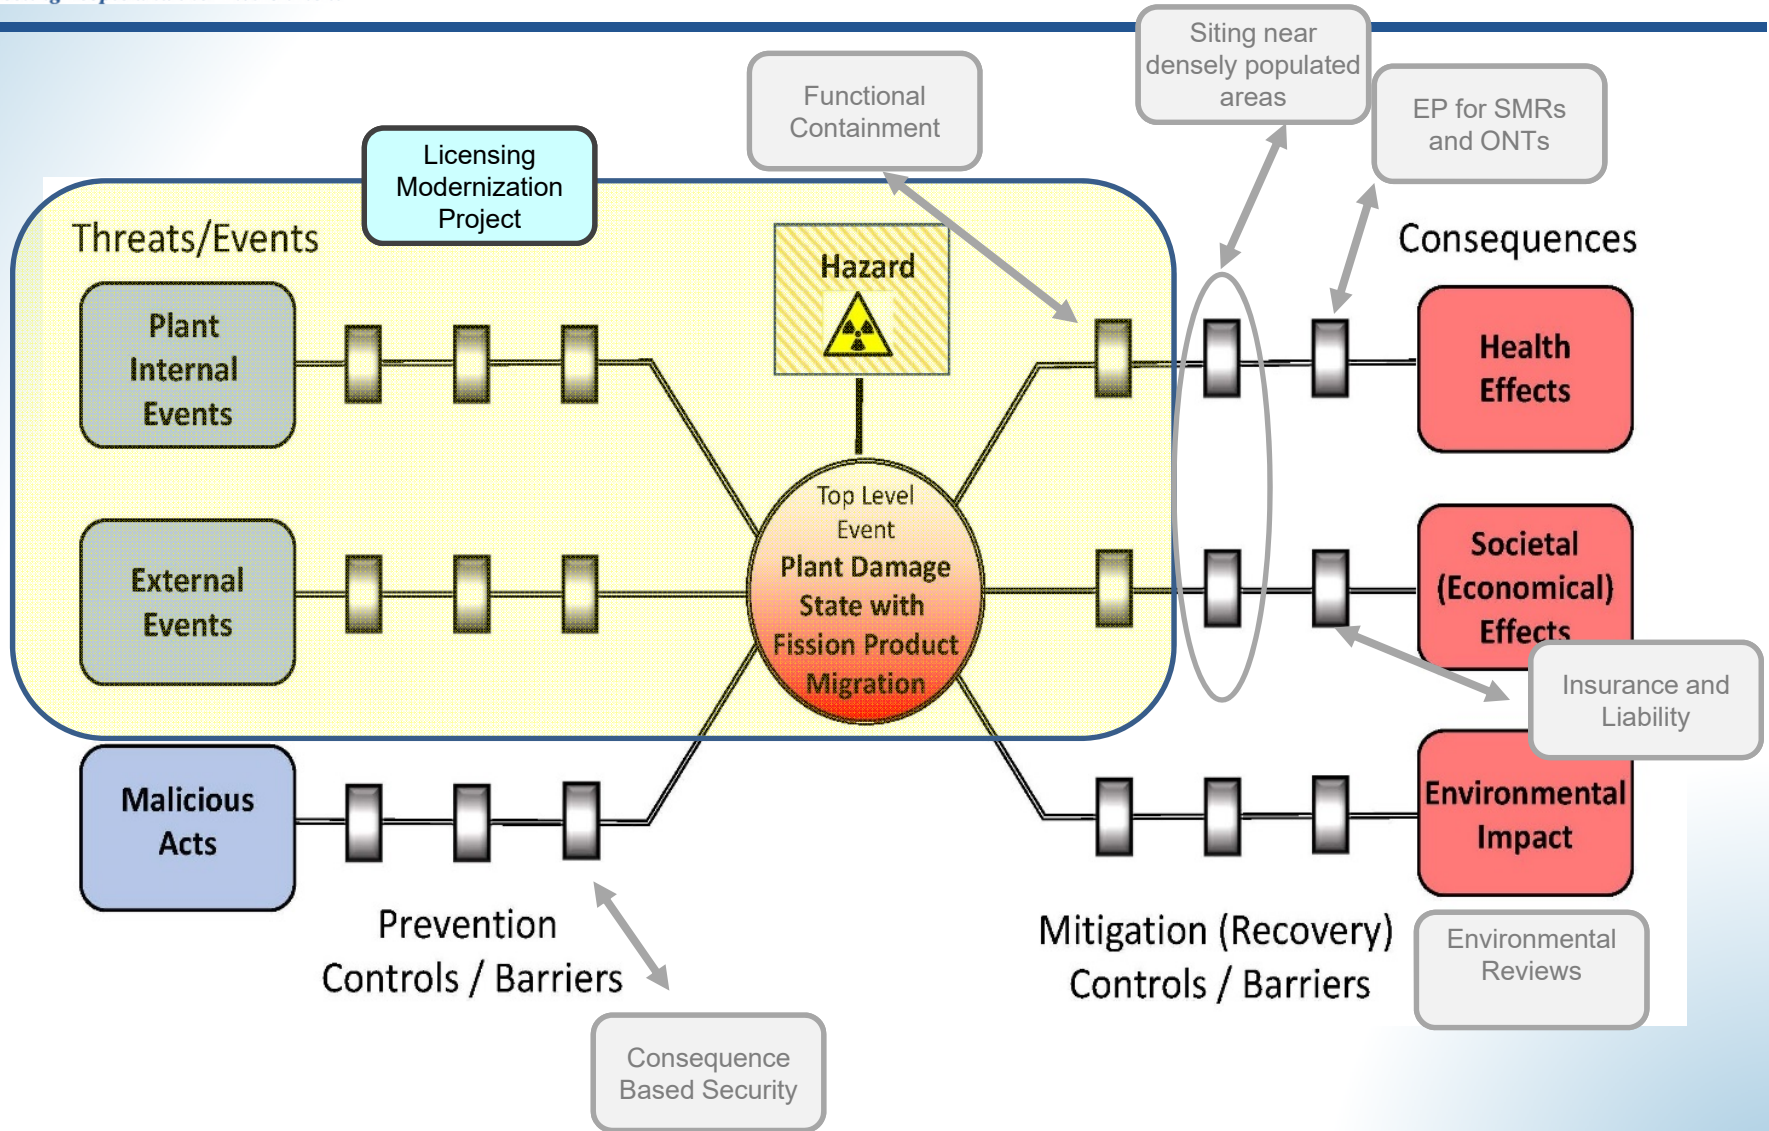 Siting near
densely populated
areas
Functional
Containment
EP for SMRs
and ONTs
Licensing
Modernization
Project
Threats/Events
Hazard
Consequences
Plant
Internal
Events
Health
Effects
Top Level
Event
Plant Damage
State with
Fission Product
Migration
External
Events
Societal
(Economical)
Effects
Insurance and
Liability
Malicious
Acts
Environmental
Impact
Prevention
Controls / Barriers
Mitigation (Recovery)
Controls / Barriers
Environmental
Reviews
Consequence
Based Security